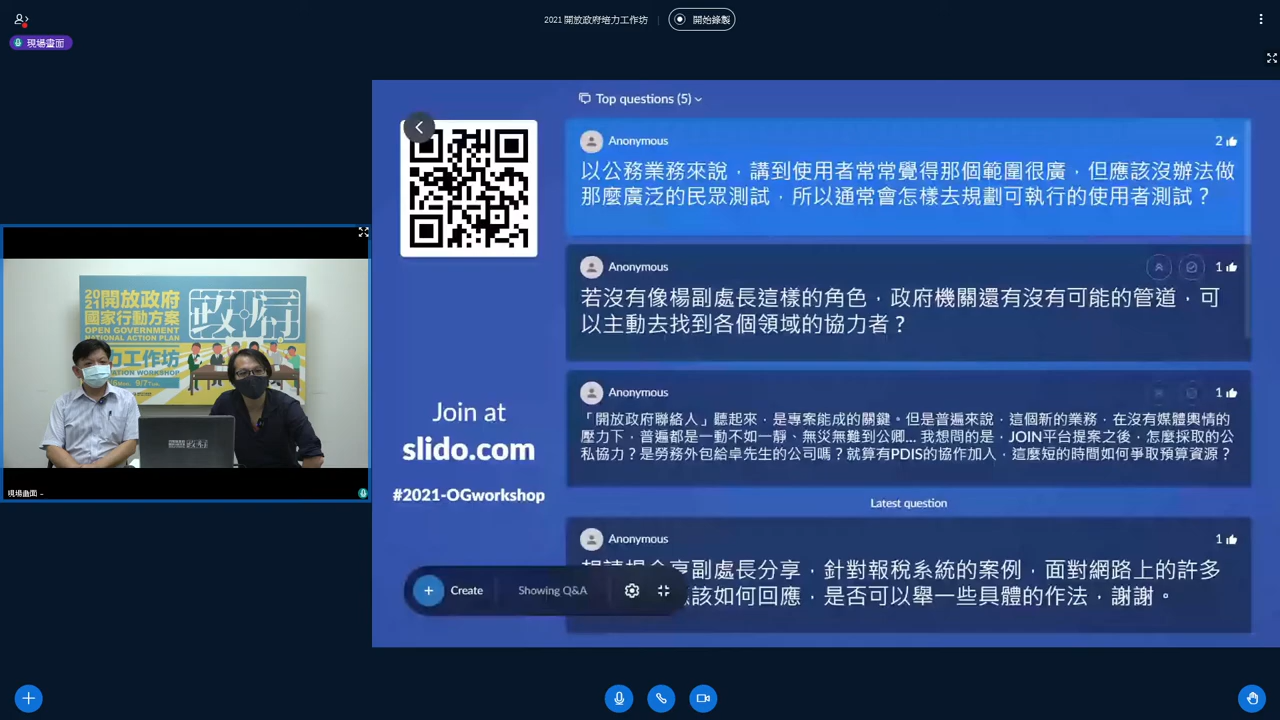 2021 開放政府培力工作坊
開始錄製
現場畫面
Top questions (5)
Anonymous
2
以公務業務來說，講到使用者常常覺得那個範圍很廣，但應該沒辦法做
那麼廣泛的民眾測試，所以通常會怎樣去規劃可執行的使用者測試？
Anonymous
1
若沒有像楊副處長這樣的角色，政府機關還有沒有可能的管道，可
以主動去找到各個領域的協力者？
Anonymous
1
「開放政府聯絡人」聽起來，是專案能成的關鍵。但是普遍來說，這個新的業務，在沒有媒體輿情的
壓力下，普遍都是一動不如一靜、無災無難到公卿... 我想問的是，JOIN平台提案之後，怎麼採取的公
私協力？是勞務外包給卓先生的公司嗎？就算有PDIS的協作加入，這麼短的時間如何爭取預算資源？
Latest question
Anonymous
1
副處長分享，針對報稅系統的案例，面對網路上的許多
該如何回應，是否可以舉一些具體的作法，謝謝。
Join at
slido.com
#2021-OGworkshop
Create
Showing Q&A
2021開放政府
國家行動方案
OPEN GOVERNMENT
NATIONAL ACTION PLAN
力工作坊
9/7
現場畫面